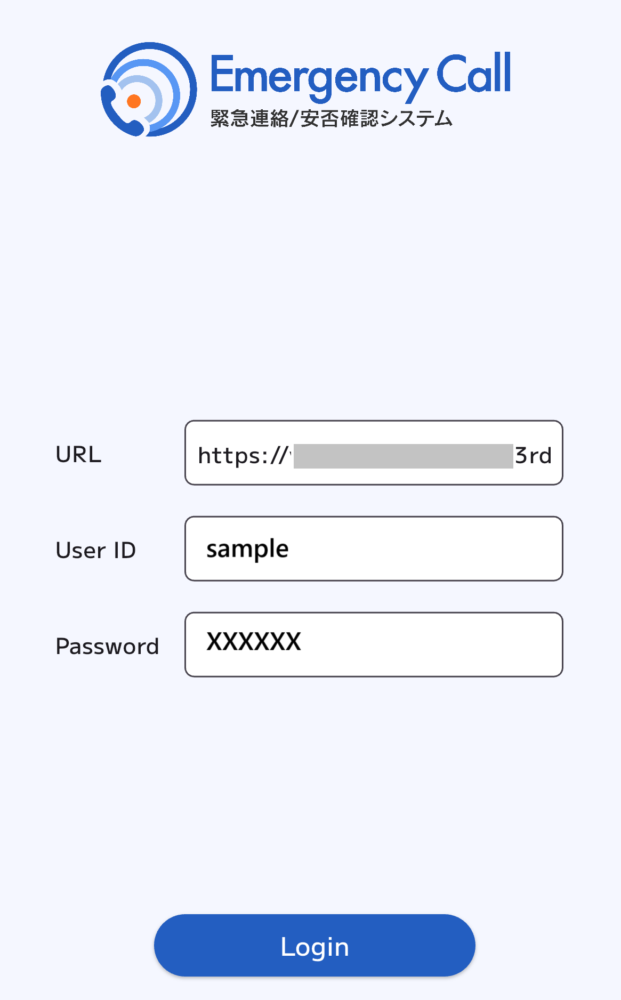 Emergency Call
緊急連絡/安否確認システム
URL
https://
3rd
User ID
sample
Password
XXXXXX
Login